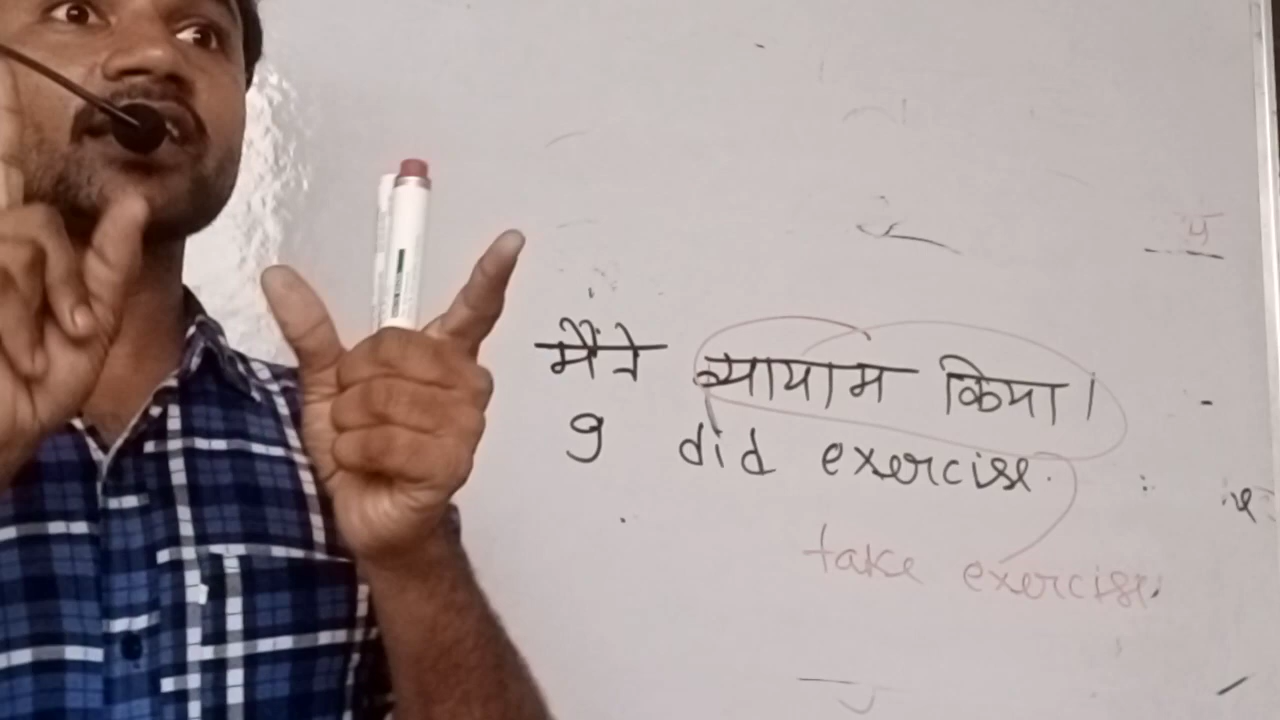 मैंने व्यायाम किया।
I did exercise.
take exercise.